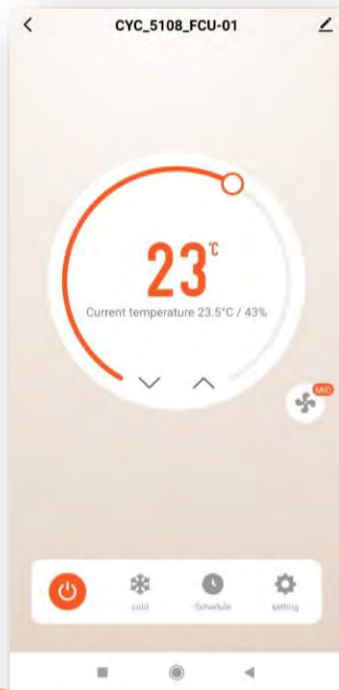 CYC_5108_FCU-01
23°C
Current temperature 23.5°C / 43%
MID
cold
Schedule
setting